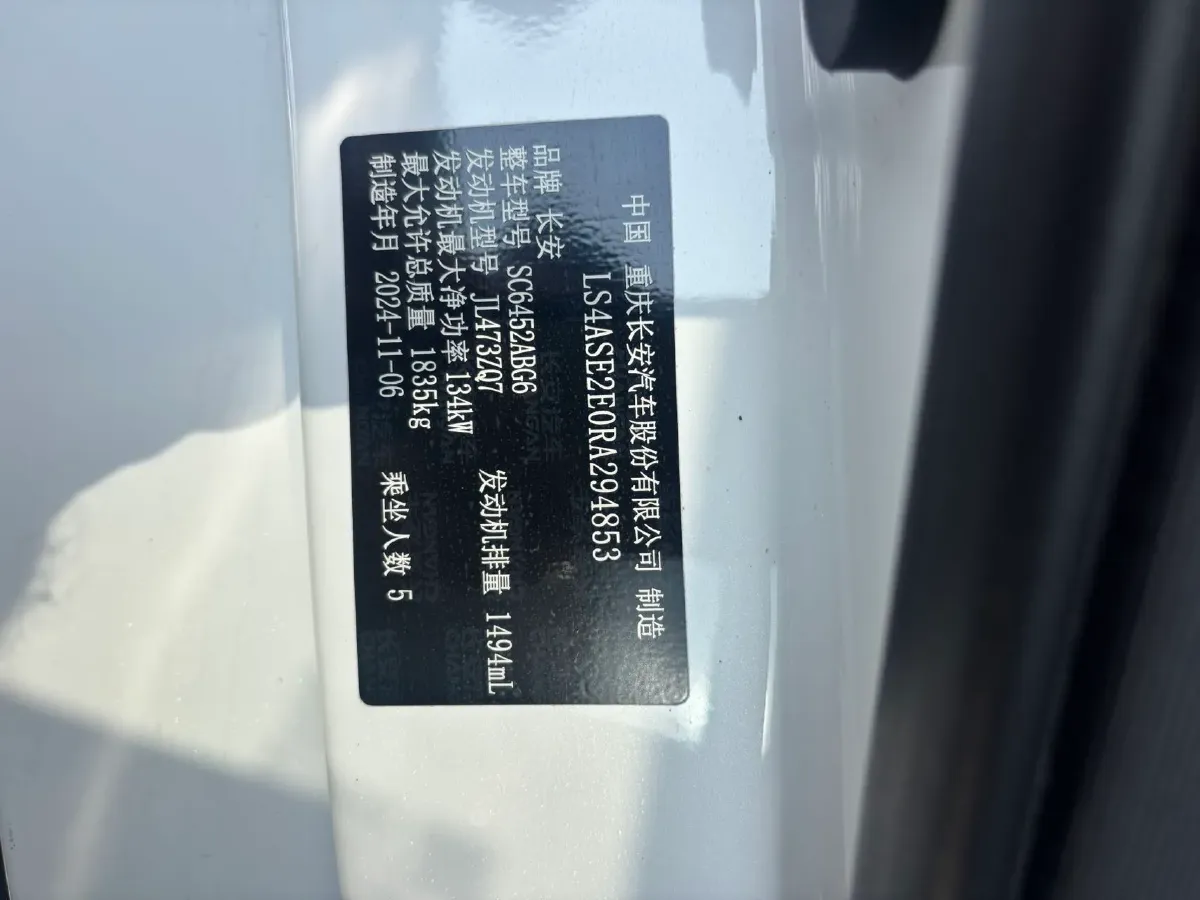 中国 重庆长安汽车股份有限公司 制造
LS4ASE2E0RA294853
品牌 长安
整车型号 SC6452ABG6
发动机型号 JL473ZQ7 发动机排量 1494mL
发动机最大净功率 134kW
最大允许总质量 1835kg
制造年月 2024-11-06 乘坐人数 5